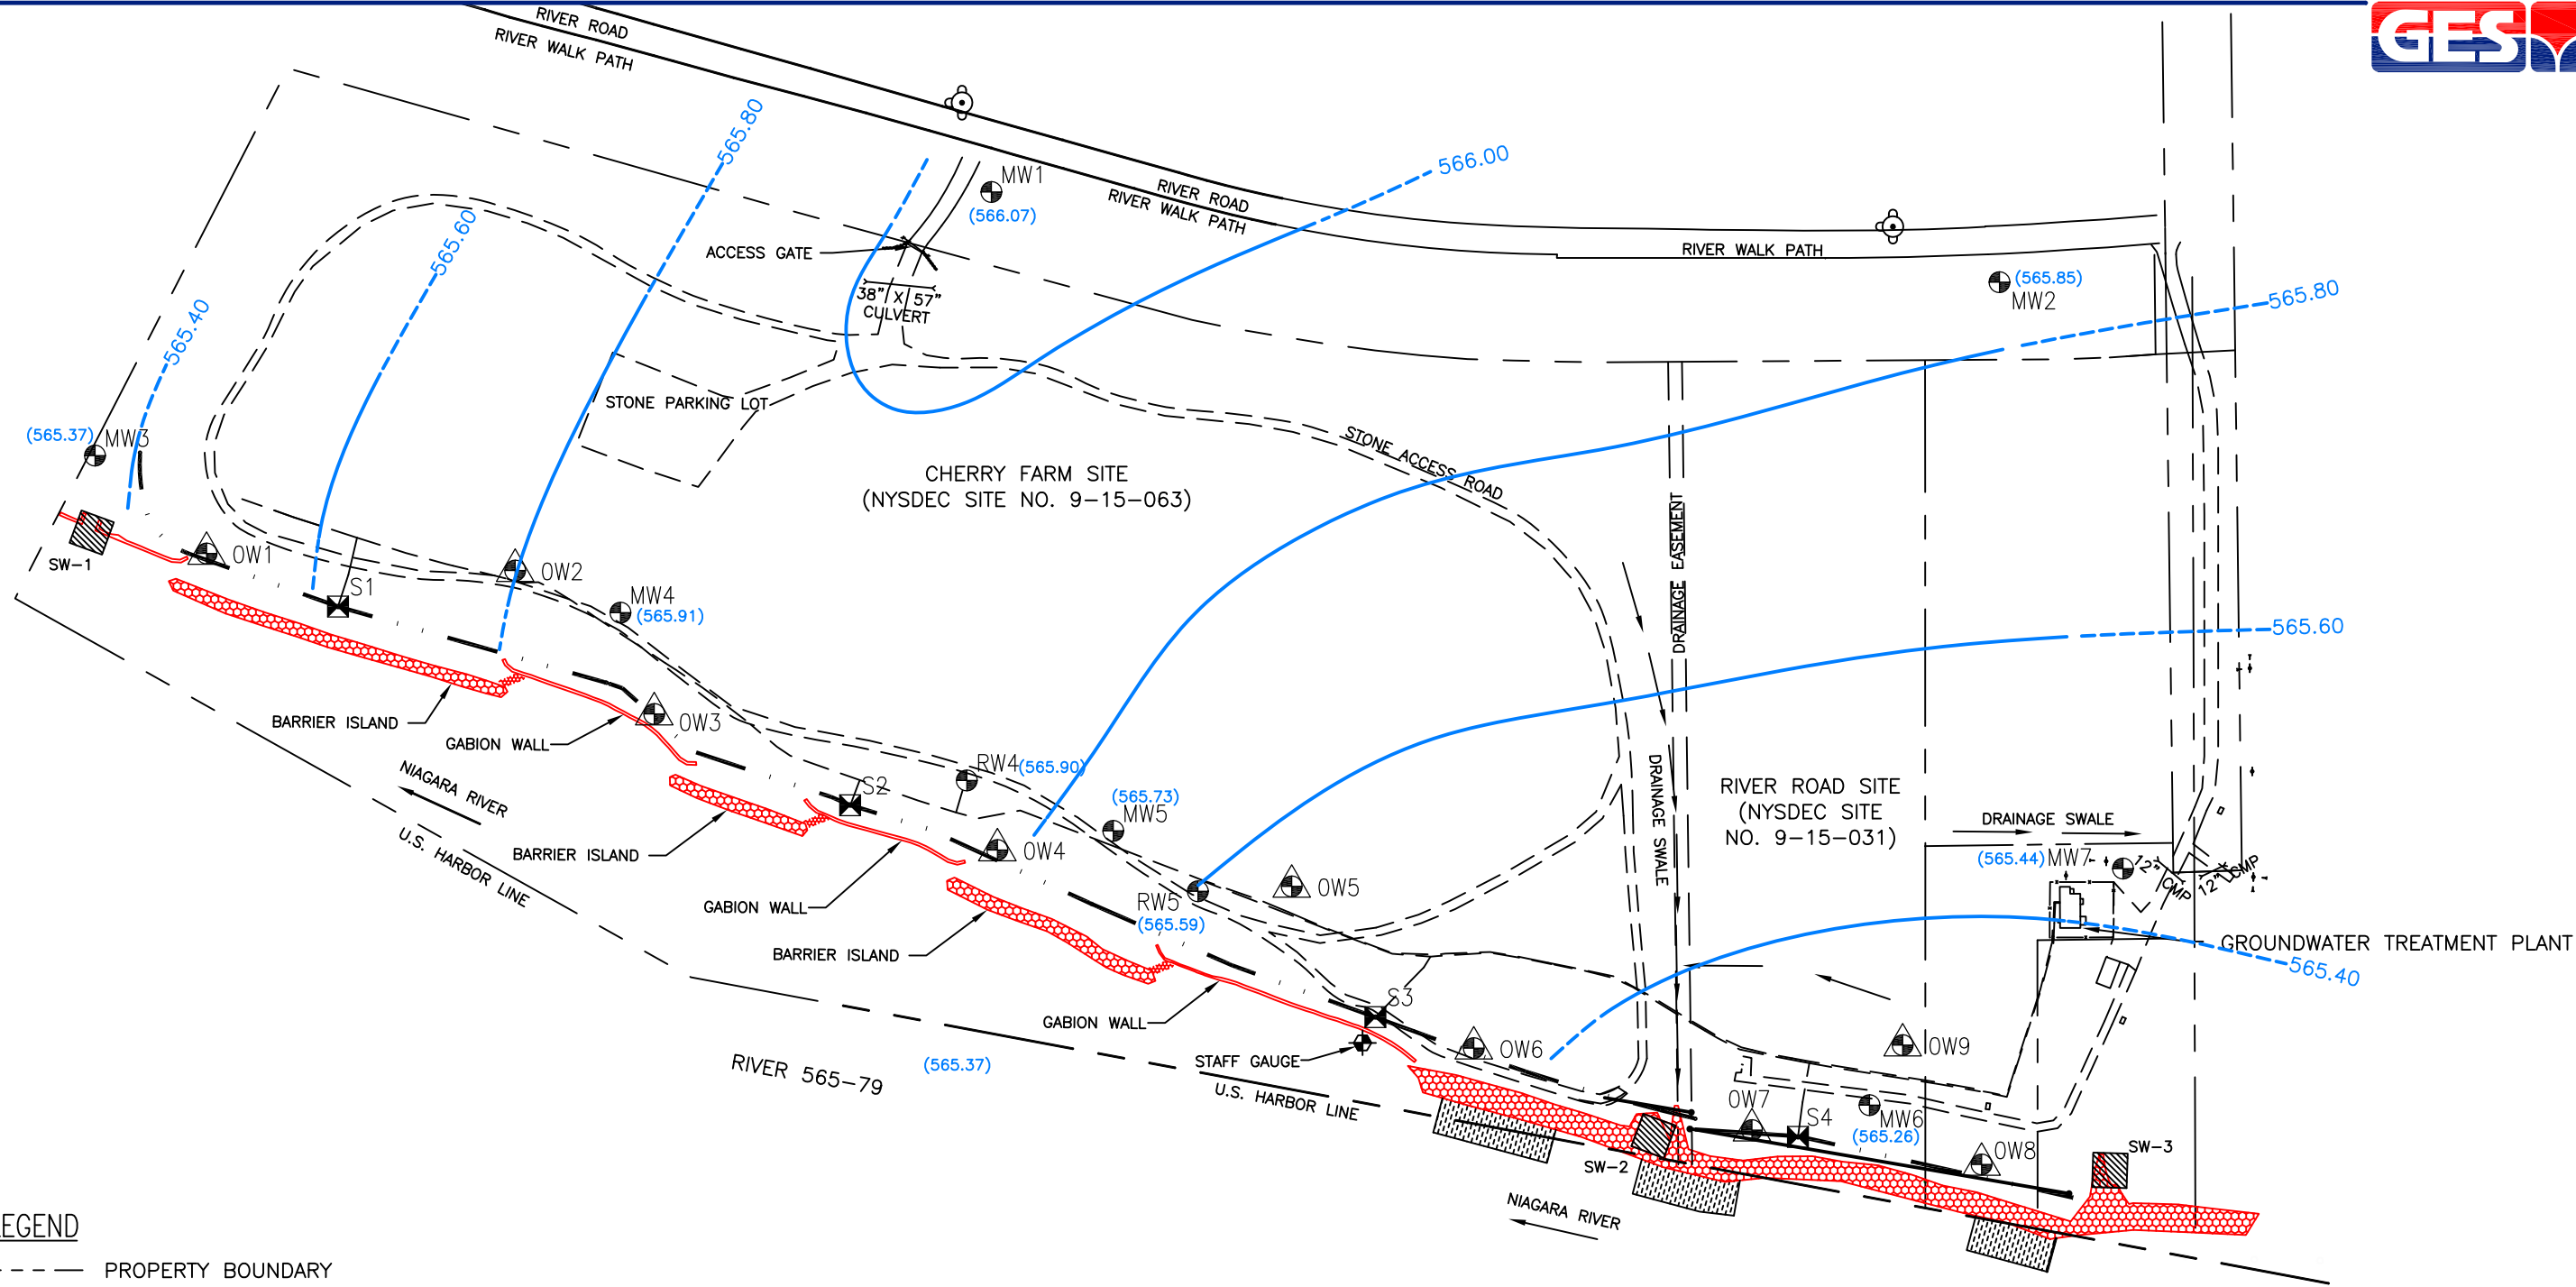 GES
RIVER ROAD
RIVER WALK PATH
565.80
566.00
MW1
(566.07)
RIVER ROAD
RIVER WALK PATH
RIVER WALK PATH
ACCESS GATE
38" X 57"
CULVERT
(565.85)
MW2
565.80
565.60
565.40
(565.37)
MW3
STONE PARKING LOT
STONE ACCESS ROAD
CHERRY FARM SITE
(NYSDEC SITE NO. 9-15-063)
DRAINAGE EASEMENT
SW-1
OW1
S1
OW2
MW4
(565.91)
565.60
BARRIER ISLAND
GABION WALL
OW3
NIAGARA RIVER
U.S. HARBOR LINE
S2
RW4
(565.90)
(565.73)
MW5
BARRIER ISLAND
OW4
GABION WALL
RW5
(565.59)
OW5
BARRIER ISLAND
DRAINAGE SWALE
RIVER ROAD SITE
(NYSDEC SITE
NO. 9-15-031)
DRAINAGE SWALE
(565.44)
MW7
12" CMP
12" CMP
GROUNDWATER TREATMENT PLANT
565.40
GABION WALL
S3
STAFF GAUGE
OW6
OW9
RIVER 565-79
(565.37)
U.S. HARBOR LINE
OW7
S4
MW6
(565.26)
OW8
SW-2
SW-3
NIAGARA RIVER
EGEND
PROPERTY BOUNDARY